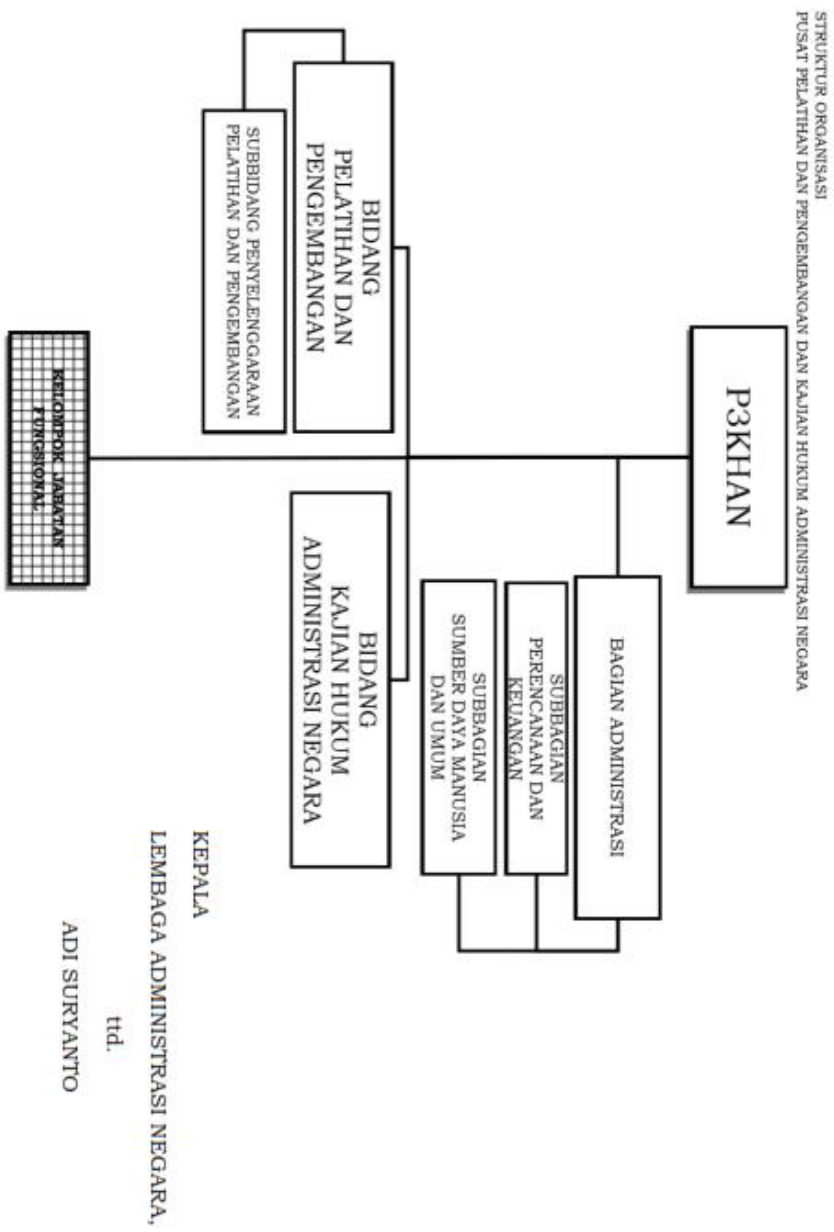 STRUKTUR ORGANISASI
PUSAT PELATIHAN DAN PENGEMBANGAN DAN KAJIAN HUKUM ADMINISTRASI NEGARA
P3KHAN
BAGIAN ADMINISTRASI
SUBBAGIAN
PERENCANAAN DAN
KEUANGAN
SUBBAGIAN
SUMBER DAYA MANUSIA
DAN UMUM
BIDANG
PELATIHAN DAN
PENGEMBANGAN
SUBBIDANG PENYELENGGARAAN
PELATIHAN DAN PENGEMBANGAN
BIDANG
KAJIAN HUKUM
ADMINISTRASI NEGARA
KELOMPOK JABATAN
FUNGSIONAL
KEPALA
LEMBAGA ADMINISTRASI NEGARA,
ttd.
ADI SURYANTO